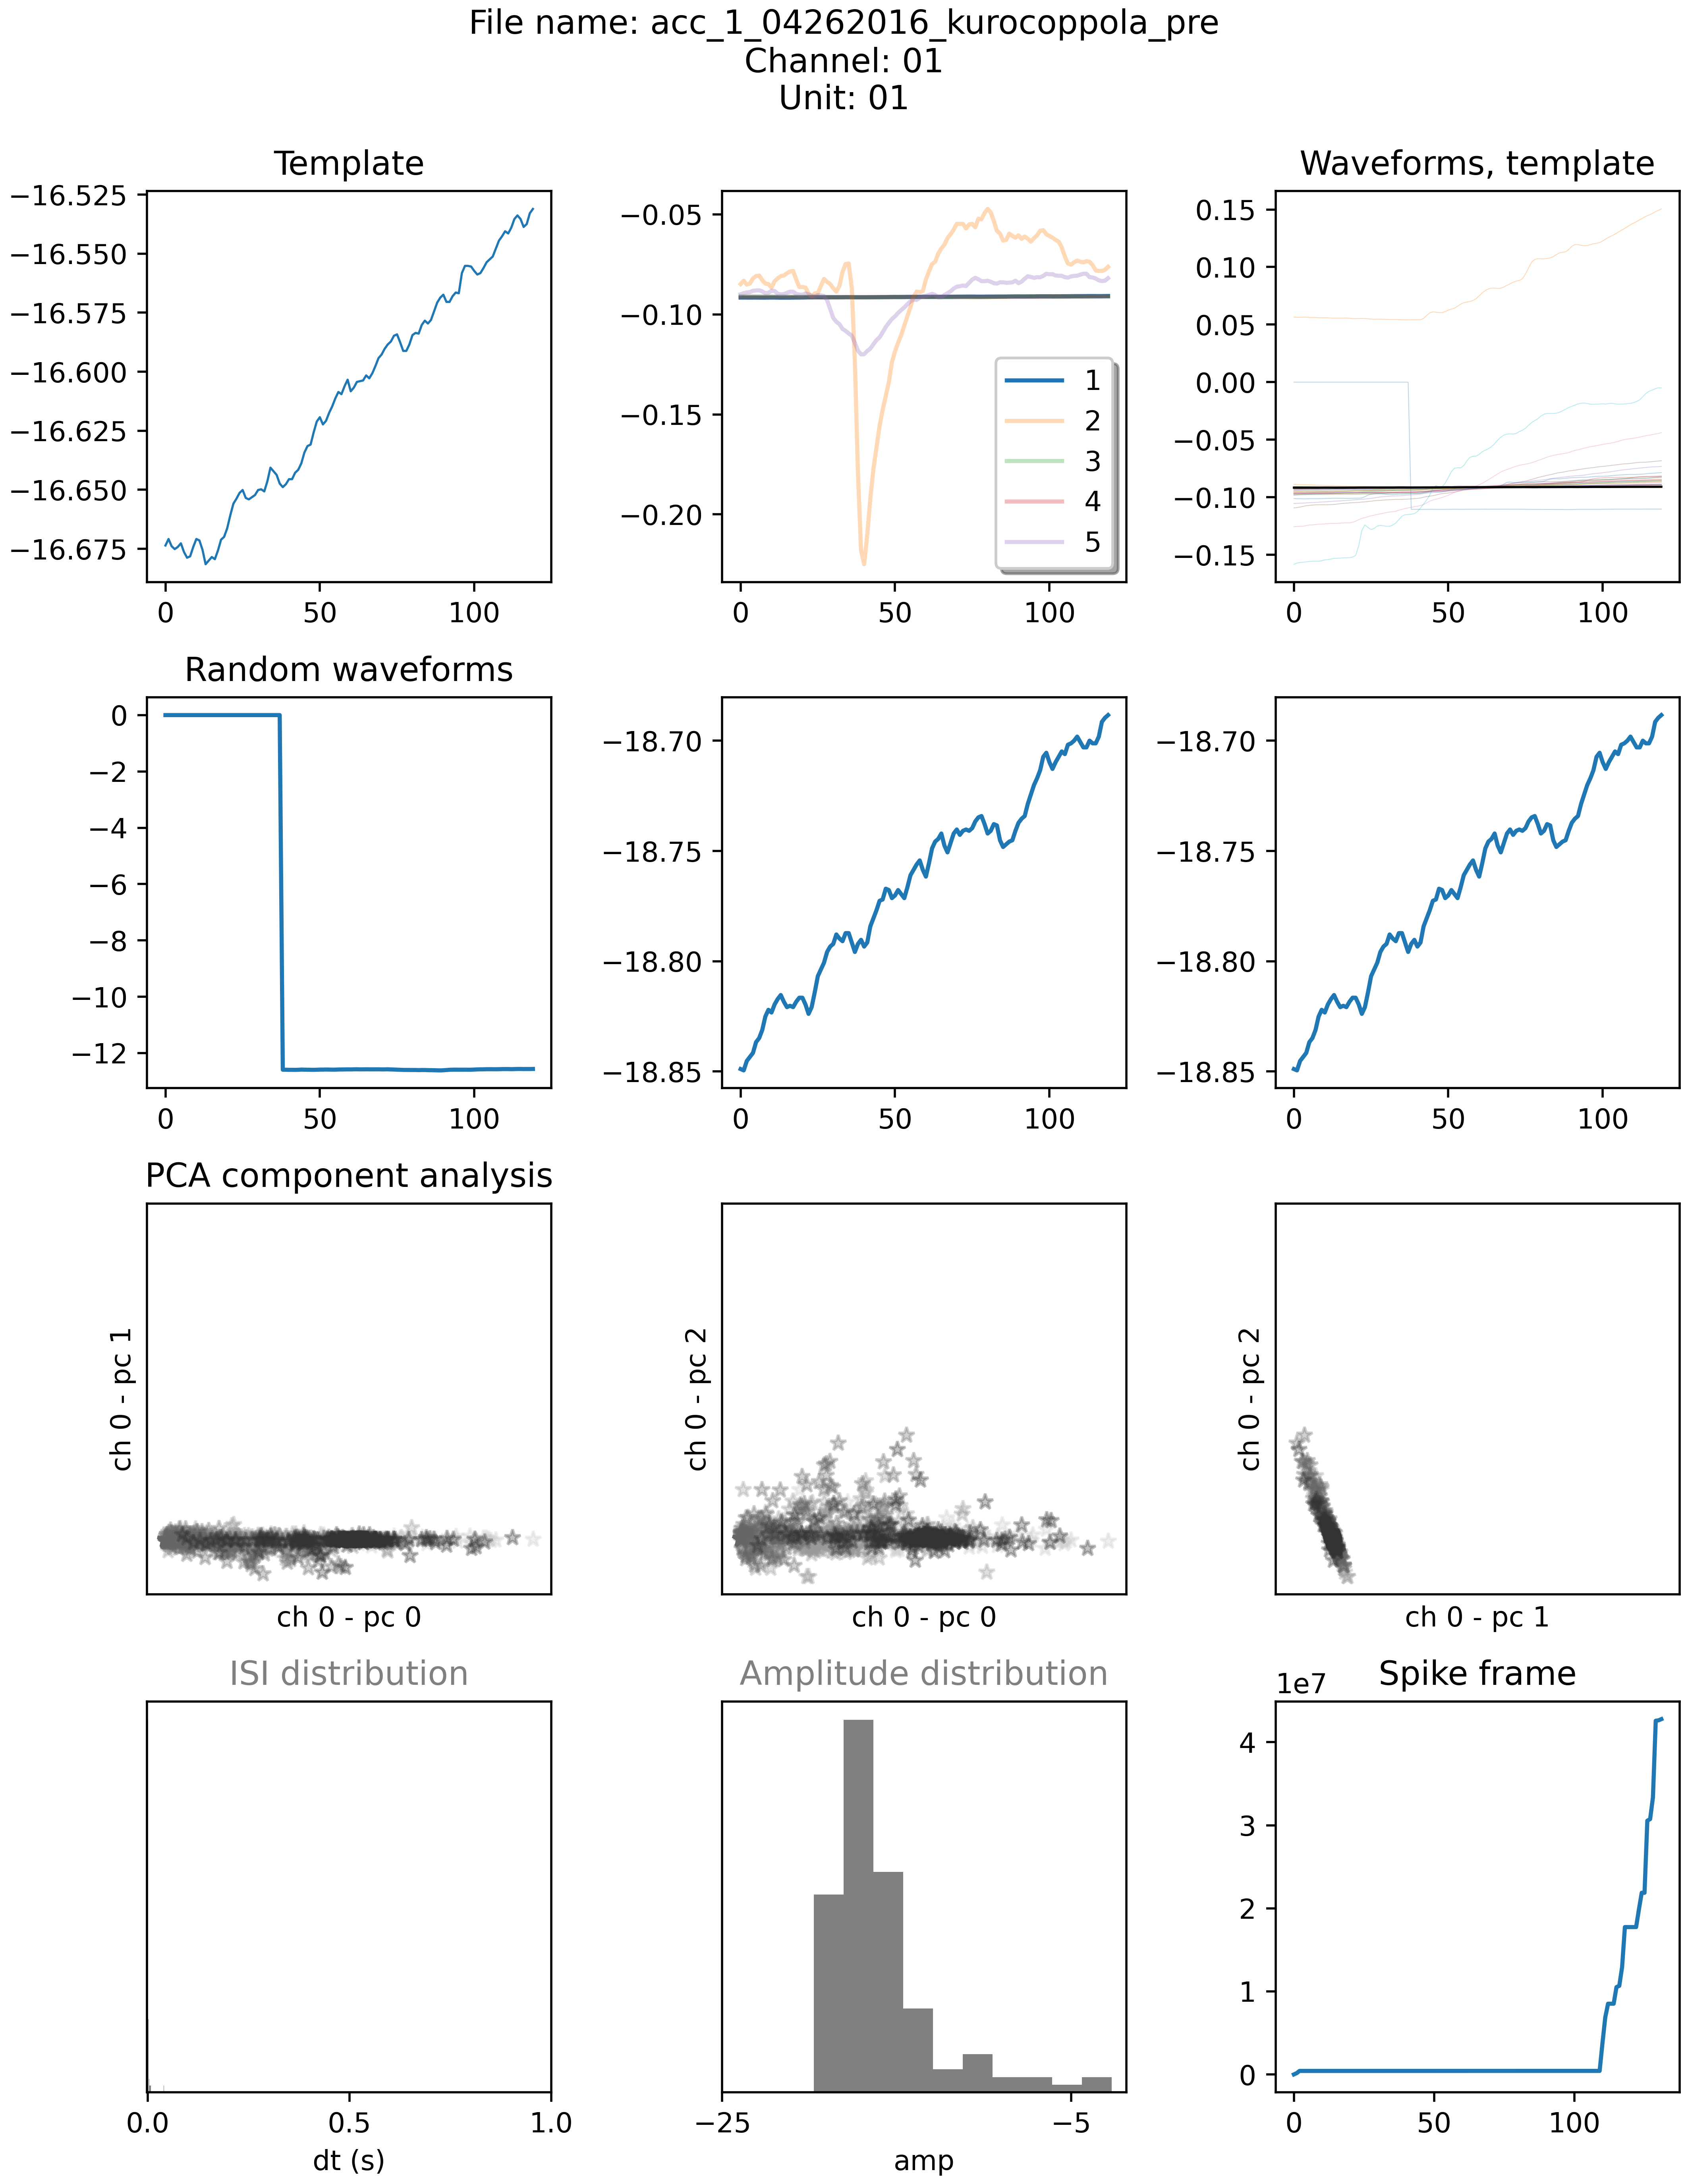 File name: acc_1_04262016_kurocoppola_pre
Channel: 01
Unit: 01
Template
−16.525
−16.550
−16.575
−16.600
−16.625
−16.650
−16.675
0 50 100
−0.05
−0.10
−0.15
−0.20
1
2
3
4
5
0 50 100
Waveforms, template
0.15
0.10
0.05
0.00
−0.05
−0.10
−0.15
0 50 100
Random waveforms
0
−2
−4
−6
−8
−10
−12
0 50 100
−18.70
−18.75
−18.80
−18.85
0 50 100
−18.70
−18.75
−18.80
−18.85
0 50 100
PCA component analysis
ch 0 - pc 1
ch 0 - pc 0
ch 0 - pc 2
ch 0 - pc 0
ch 0 - pc 2
ch 0 - pc 1
ISI distribution
0.0 0.5 1.0
dt (s)
Amplitude distribution
−25 −5
amp
Spike frame
1e7
4
3
2
1
0
0 50 100